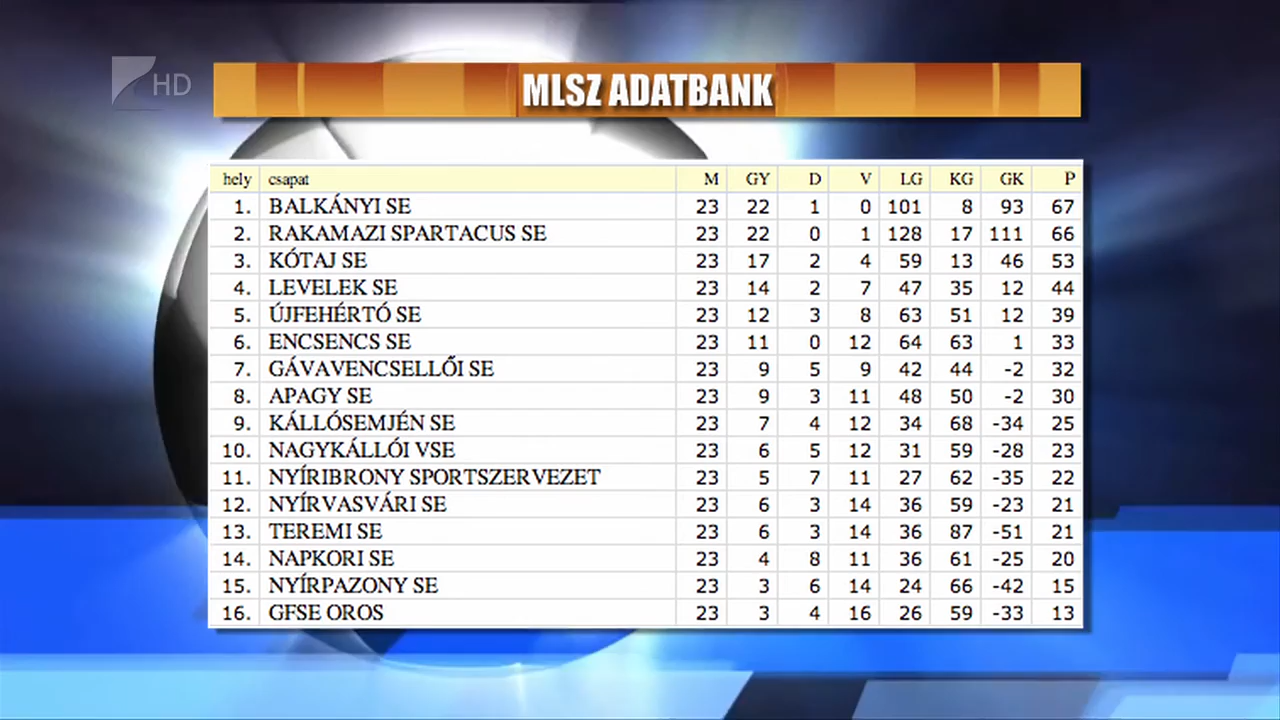 HD
MLSZ ADATBANK
hely csapat M GY D V LG KG GK P
1. BALKÁNYI SE 23 22 1 0 101 8 93 67
2. RAKAMAZI SPARTACUS SE 23 22 0 1 128 17 111 66
3. KÓTAJ SE 23 17 2 4 59 13 46 53
4. LEVELEK SE 23 14 2 7 47 35 12 44
5. ÚJFEHÉRTÓ SE 23 12 3 8 63 51 12 39
6. ENCSENCS SE 23 11 0 12 64 63 1 33
7. GÁVAVENCSELLŐI SE 23 9 5 9 42 44 -2 32
8. APAGY SE 23 9 3 11 48 50 -2 30
9. KÁLLÓSEMJÉN SE 23 7 4 12 34 68 -34 25
10. NAGYKÁLLÓI VSE 23 6 5 12 31 59 -28 23
11. NYÍRIBRONY SPORTSZERVEZET 23 5 7 11 27 62 -35 22
12. NYÍRVASVÁRI SE 23 6 3 14 36 59 -23 21
13. TEREMI SE 23 6 3 14 36 87 -51 21
14. NAPKORI SE 23 4 8 11 36 61 -25 20
15. NYÍRPAZONY SE 23 3 6 14 24 66 -42 15
16. GFSE OROS 23 3 4 16 26 59 -33 13